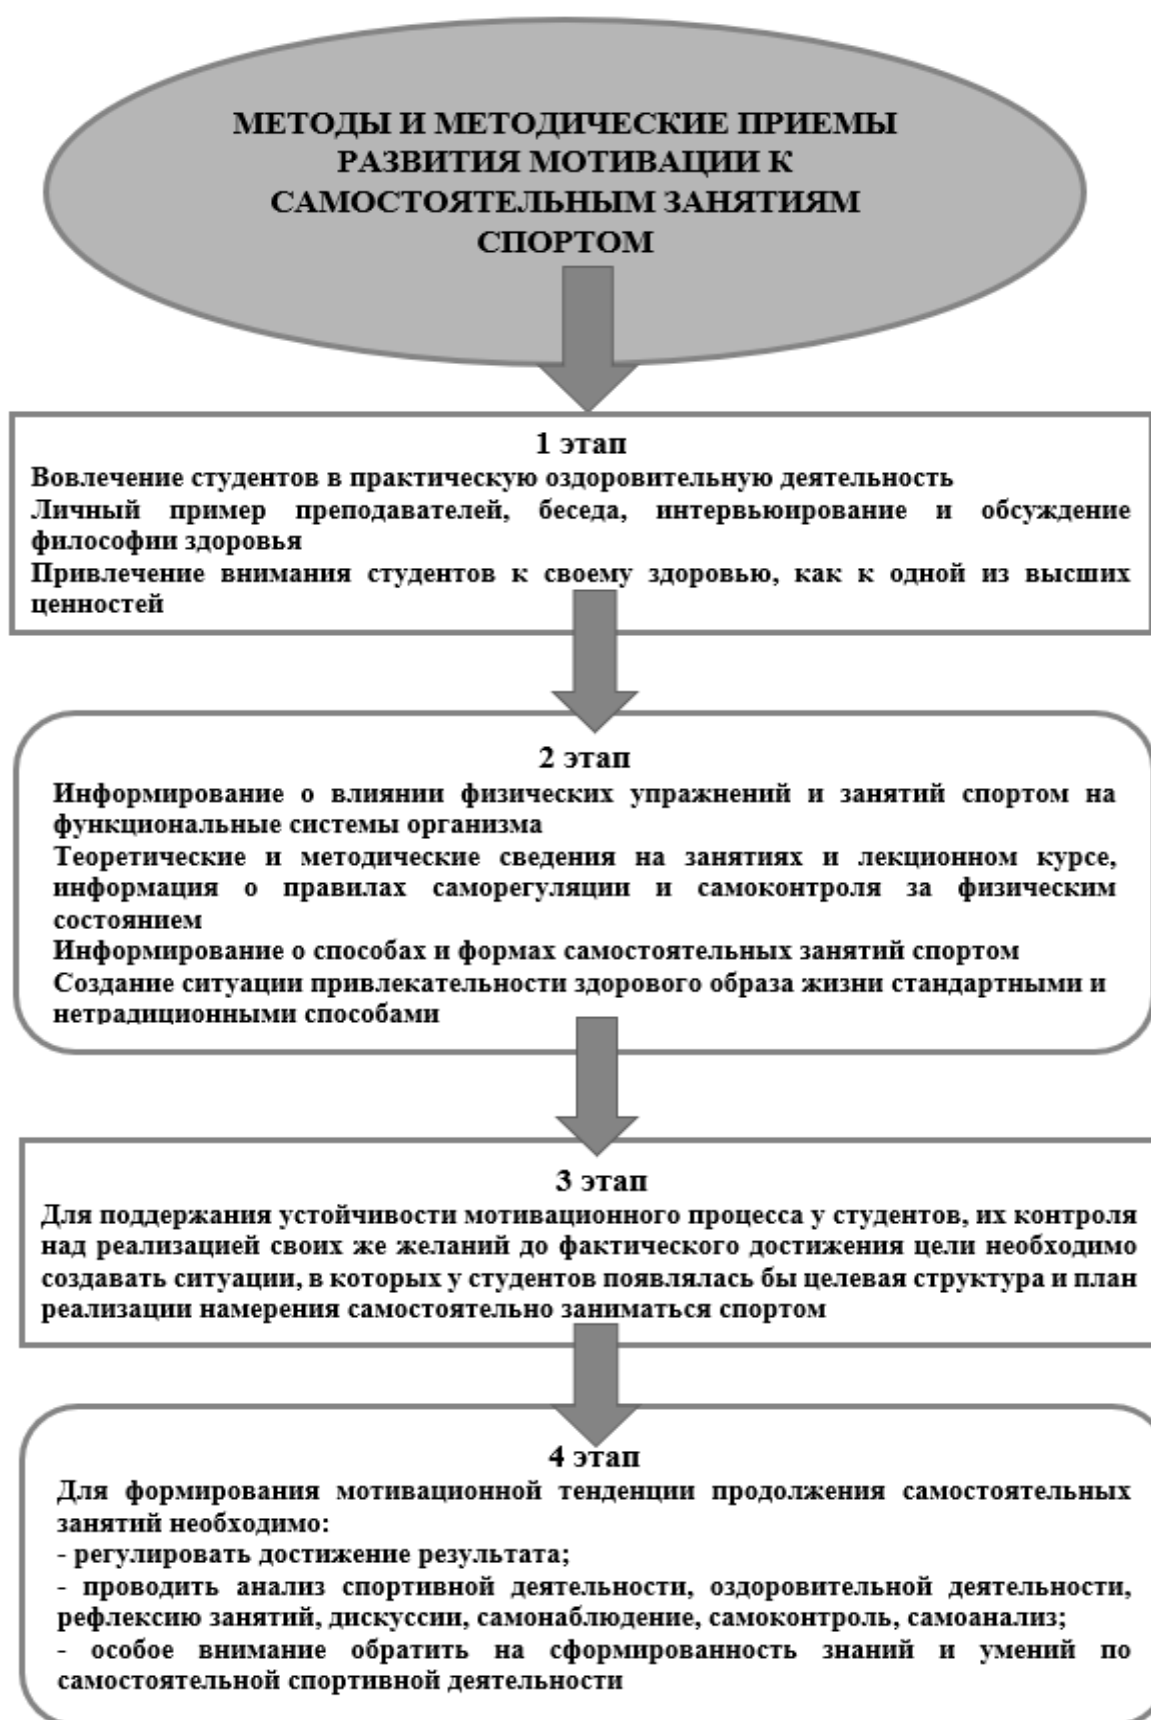 МЕТОДЫ И МЕТОДИЧЕСКИЕ ПРИЕМЫ
РАЗВИТИЯ МОТИВАЦИИ К
САМОСТОЯТЕЛЬНЫМ ЗАНЯТИЯМ
СПОРТОМ
1 этап
Вовлечение студентов в практическую оздоровительную деятельность
Личный пример преподавателей, беседа, интервьюирование и обсуждение
философии здоровья
Привлечение внимания студентов к своему здоровью, как к одной из высших
ценностей
2 этап
Информирование о влиянии физических упражнений и занятий спортом на
функциональные системы организма
Теоретические и методические сведения на занятиях и лекционном курсе,
информация о правилах саморегуляции и самоконтроля за физическим
состоянием
Информирование о способах и формах самостоятельных занятий спортом
Создание ситуации привлекательности здорового образа жизни стандартными и
нетрадиционными способами
3 этап
Для поддержания устойчивости мотивационного процесса у студентов, их контроля
над реализацией своих же желаний до фактического достижения цели необходимо
создавать ситуации, в которых у студентов появлялась бы целевая структура и план
реализации намерения самостоятельно заниматься спортом
4 этап
Для формирования мотивационной тенденции продолжения самостоятельных
занятий необходимо:
- регулировать достижение результата;
- проводить анализ спортивной деятельности, оздоровительной деятельности,
рефлексию занятий, дискуссии, самонаблюдение, самоконтроль, самоанализ;
- особое внимание обратить на сформированность знаний и умений по
самостоятельной спортивной деятельности